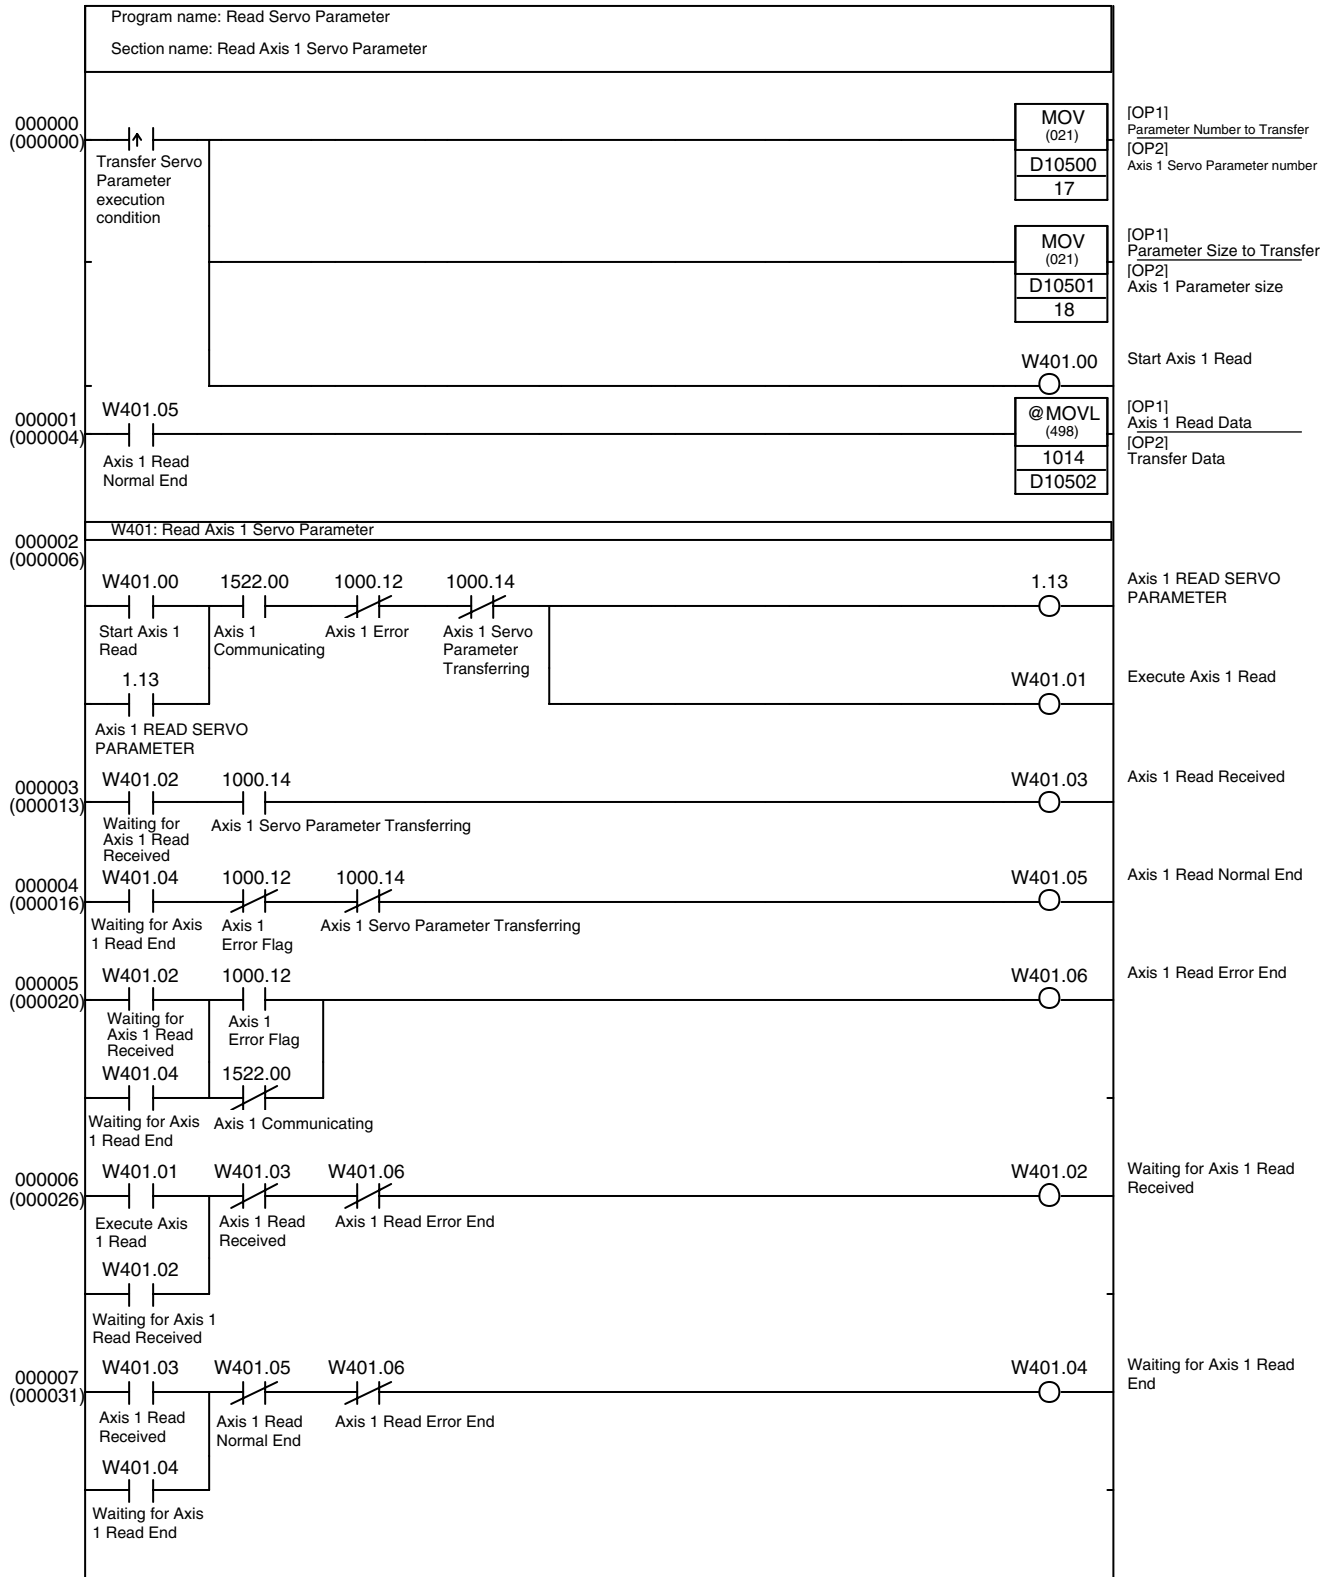 Program name: Read Servo Parameter
Section name: Read Axis 1 Servo Parameter
000000
(000000)
Transfer Servo
Parameter
execution
condition
MOV
(021)
D10500
17
[OP1]
Parameter Number to Transfer
[OP2]
Axis 1 Servo Parameter number
MOV
(021)
D10501
18
[OP1]
Parameter Size to Transfer
[OP2]
Axis 1 Parameter size
W401.00
Start Axis 1 Read
000001
(000004)
W401.05
Axis 1 Read
Normal End
@MOVL
(498)
1014
D10502
[OP1]
Axis 1 Read Data
[OP2]
Transfer Data
W401: Read Axis 1 Servo Parameter
000002
(000006)
W401.00 1522.00 1000.12 1000.14 1.13
Start Axis 1
Read
Axis 1
Communicating
Axis 1 Error
Axis 1 Servo
Parameter
Transferring
Axis 1 READ SERVO
PARAMETER
1.13
Axis 1 READ SERVO
PARAMETER
W401.01
Execute Axis 1 Read
000003
(000013)
W401.02 1000.14 W401.03
Waiting for
Axis 1 Read
Received
Axis 1 Servo Parameter Transferring
Axis 1 Read Received
000004
(000016)
W401.04 1000.12 1000.14 W401.05
Waiting for Axis
1 Read End
Axis 1
Error Flag
Axis 1 Servo Parameter Transferring
Axis 1 Read Normal End
000005
(000020)
W401.02 1000.12 W401.06
Waiting for
Axis 1 Read
Received
Axis 1
Error Flag
Axis 1 Read Error End
W401.04 1522.00
Waiting for Axis
1 Read End
Axis 1 Communicating
000006
(000026)
W401.01 W401.03 W401.06 W401.02
Execute Axis
1 Read
Axis 1 Read
Received
Axis 1 Read Error End
Waiting for Axis 1 Read
Received
W401.02
Waiting for Axis 1
Read Received
000007
(000031)
W401.03 W401.05 W401.06 W401.04
Axis 1 Read
Received
Axis 1 Read
Normal End
Axis 1 Read Error End
Waiting for Axis 1 Read
End
W401.04
Waiting for Axis
1 Read End